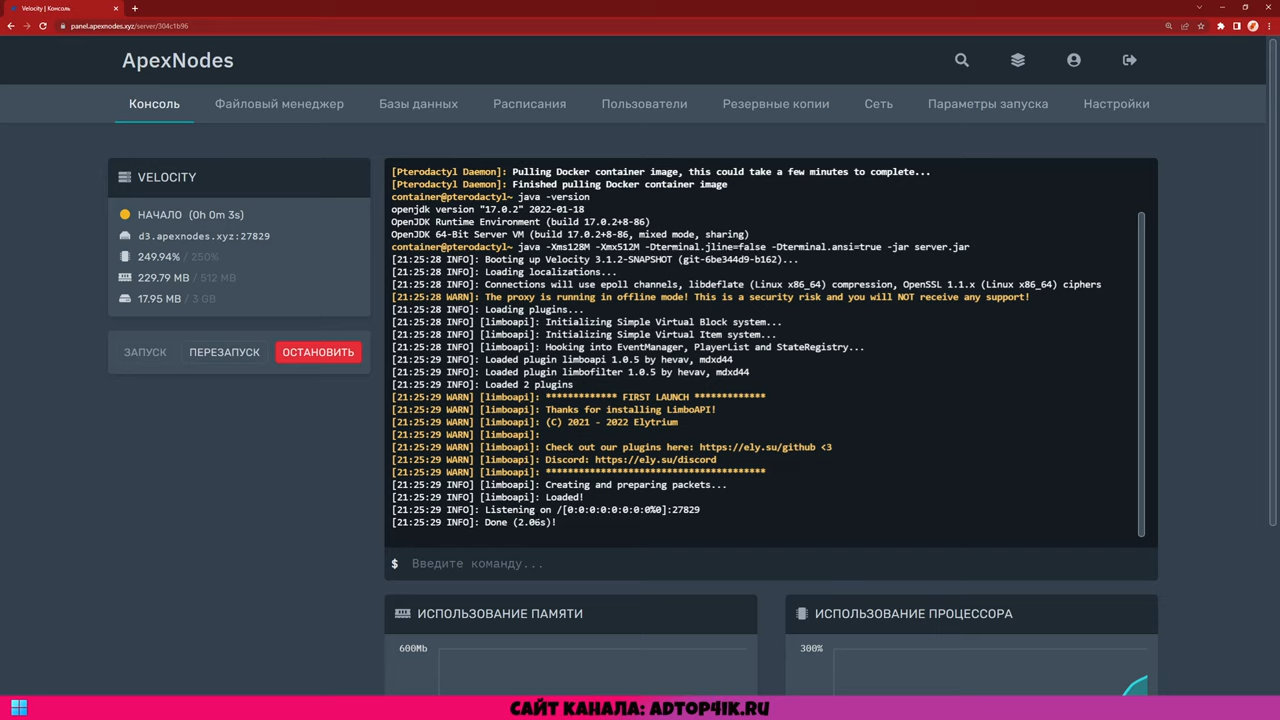 Velocity | Консоль
panel.apexnodes.xyz/server/304c1b96
ApexNodes
Консоль
Файловый менеджер
Базы данных
Расписания
Пользователи
Резервные копии
Сеть
Параметры запуска
Настройки
VELOCITY
НАЧАЛО (0h 0m 3s)
d3.apexnodes.xyz:27829
249.94% / 250%
229.79 MB / 512 MB
17.95 MB / 3 GB
ЗАПУСК
ПЕРЕЗАПУСК
ОСТАНОВИТЬ
[Pterodactyl Daemon]: Pulling Docker container image, this could take a few minutes to complete...
[Pterodactyl Daemon]: Finished pulling Docker container image
container@pterodactyl~ java -version
openjdk version "17.0.2" 2022-01-18
OpenJDK Runtime Environment (build 17.0.2+8-86)
OpenJDK 64-Bit Server VM (build 17.0.2+8-86, mixed mode, sharing)
container@pterodactyl~ java -Xms128M -Xmx512M -Dterminal.jline=false -Dterminal.ansi=true -jar server.jar
[21:25:28 INFO]: Booting up Velocity 3.1.2-SNAPSHOT (git-6be344d9-b162)...
[21:25:28 INFO]: Loading localizations...
[21:25:28 INFO]: Connections will use epoll channels, libdeflate (Linux x86_64) compression, OpenSSL 1.1.x (Linux x86_64) ciphers
[21:25:28 WARN]: The proxy is running in offline mode! This is a security risk and you will NOT receive any support!
[21:25:28 INFO]: Loading plugins...
[21:25:28 INFO] [limboapi]: Initializing Simple Virtual Block system...
[21:25:28 INFO] [limboapi]: Initializing Simple Virtual Item system...
[21:25:28 INFO] [limboapi]: Hooking into EventManager, PlayerList and StateRegistry...
[21:25:29 INFO]: Loaded plugin limboapi 1.0.5 by hevav, mdxd44
[21:25:29 INFO]: Loaded plugin limbofilter 1.0.5 by hevav, mdxd44
[21:25:29 INFO]: Loaded 2 plugins
[21:25:29 WARN] [limboapi]: ************* FIRST LAUNCH *************
[21:25:29 WARN] [limboapi]: Thanks for installing LimboAPI!
[21:25:29 WARN] [limboapi]: (C) 2021 - 2022 Elytrium
[21:25:29 WARN] [limboapi]:
[21:25:29 WARN] [limboapi]: Check out our plugins here: https://ely.su/github <3
[21:25:29 WARN] [limboapi]: Discord: https://ely.su/discord
[21:25:29 WARN] [limboapi]: ****************************************
[21:25:29 INFO] [limboapi]: Creating and preparing packets...
[21:25:29 INFO] [limboapi]: Loaded!
[21:25:29 INFO]: Listening on /[0:0:0:0:0:0:0:0%0]:27829
[21:25:29 INFO]: Done (2.06s)!
$ Введите команду...
ИСПОЛЬЗОВАНИЕ ПАМЯТИ
600Mb
ИСПОЛЬЗОВАНИЕ ПРОЦЕССОРА
300%
САЙТ КАНАЛА: ADTOP4IK.RU